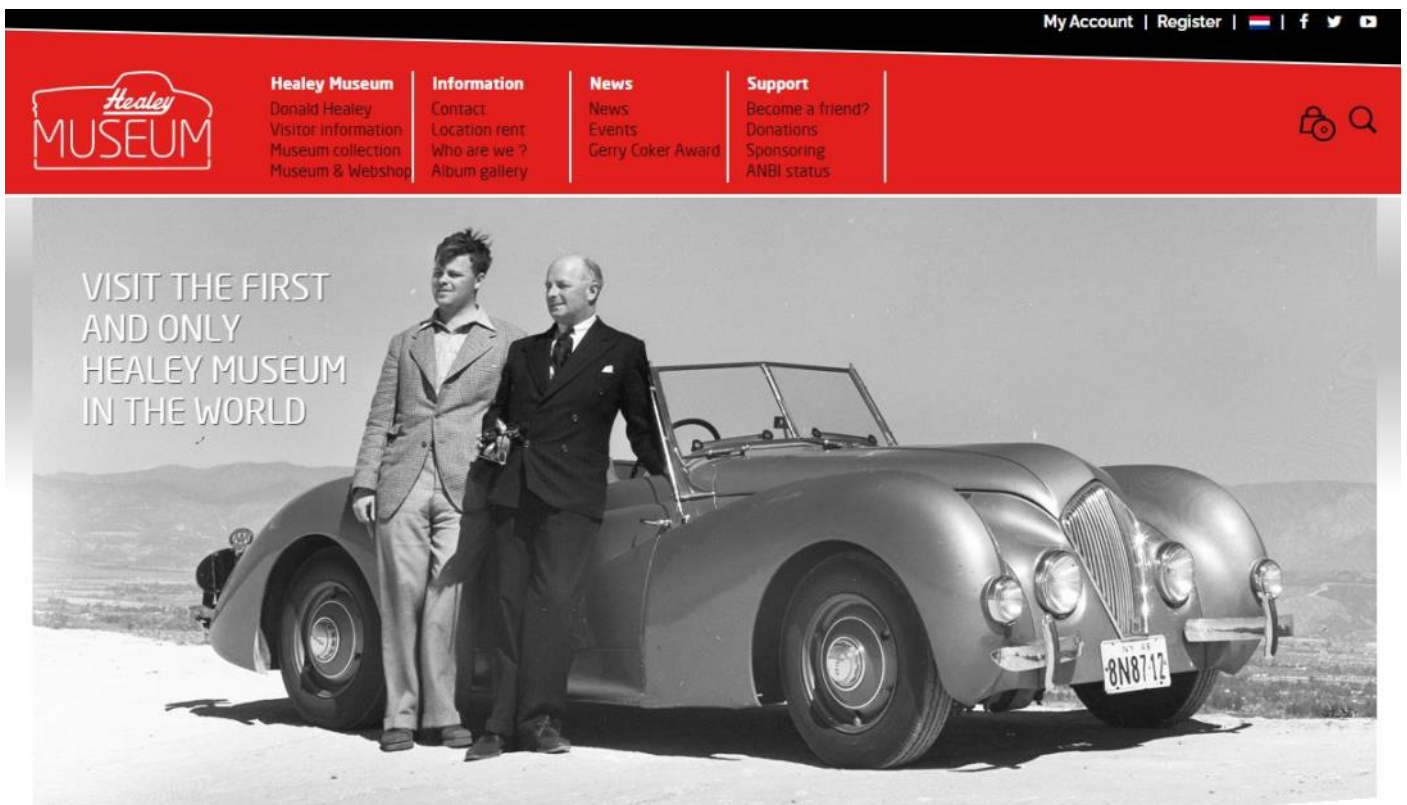 My Account | Register | |
Healey
MUSEUM
Healey Museum
Donald Healey
Visitor information
Museum collection
Museum & Webshop
Information
Contact
Location rent
Who are we ?
Album gallery
News
News
Events
Gerry Coker Award
Support
Become a friend?
Donations
Sponsoring
ANBI status
VISIT THE FIRST
AND ONLY
HEALEY MUSEUM
IN THE WORLD
NY 48
8N87·12